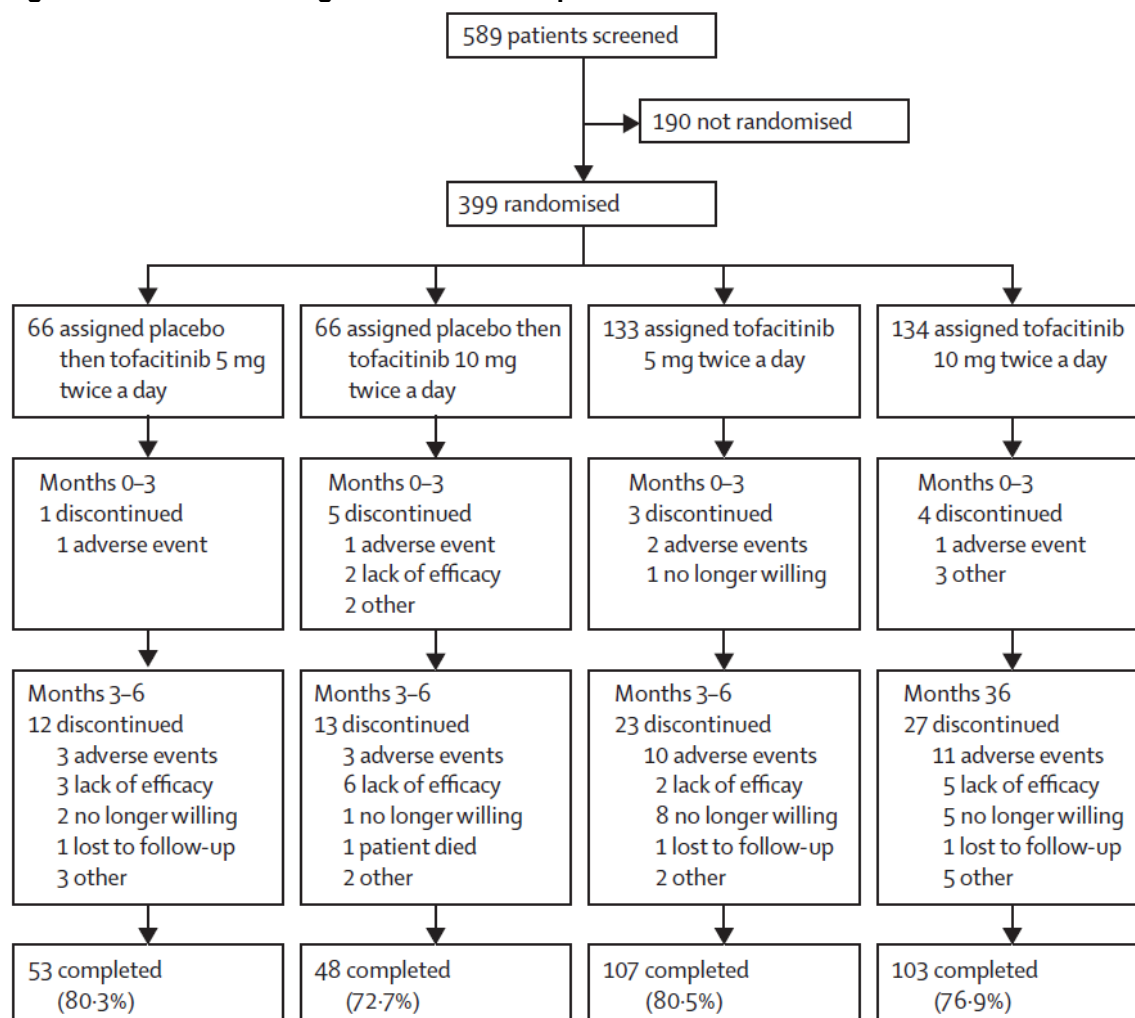 589 patients screened
190 not randomised
399 randomised
66 assigned placebo
then tofacitinib 5 mg
twice a day
66 assigned placebo then
tofacitinib 10 mg
twice a day
133 assigned tofacitinib
5 mg twice a day
134 assigned tofacitinib
10 mg twice a day
Months 0–3
1 discontinued
1 adverse event
Months 0–3
5 discontinued
1 adverse event
2 lack of efficacy
2 other
Months 0–3
3 discontinued
2 adverse events
1 no longer willing
Months 0–3
4 discontinued
1 adverse event
3 other
Months 3–6
12 discontinued
3 adverse events
3 lack of efficacy
2 no longer willing
1 lost to follow-up
3 other
Months 3–6
13 discontinued
3 adverse events
6 lack of efficacy
1 no longer willing
1 patient died
2 other
Months 3–6
23 discontinued
10 adverse events
2 lack of efficay
8 no longer willing
1 lost to follow-up
2 other
Months 36
27 discontinued
11 adverse events
5 lack of efficacy
5 no longer willing
1 lost to follow-up
5 other
53 completed
(80·3%)
48 completed
(72·7%)
107 completed
(80·5%)
103 completed
(76·9%)